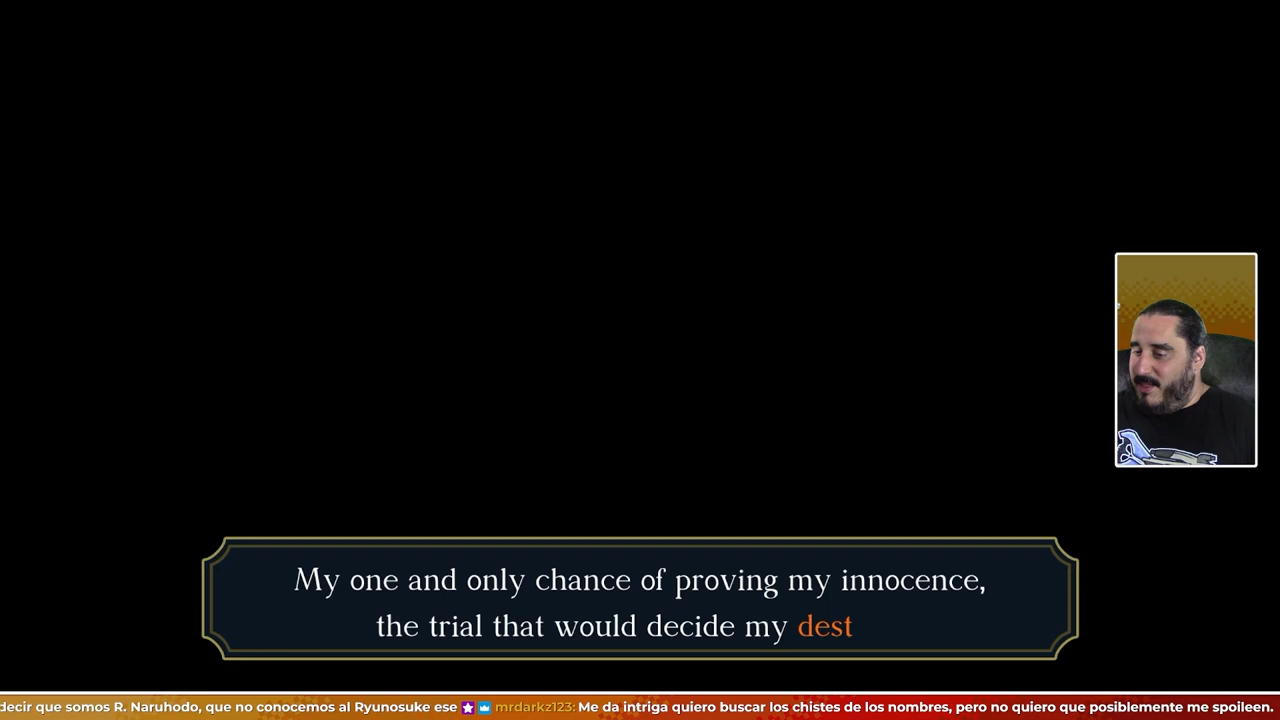 My one and only chance of proving my innocence,
the trial that would decide my dest
decir que somos R. Naruhodo, que no conocemos al Ryunosuke ese mrdarkz123: Me da intriga quiero buscar los chistes de los nombres, pero no quiero que posiblemente me spoileen.